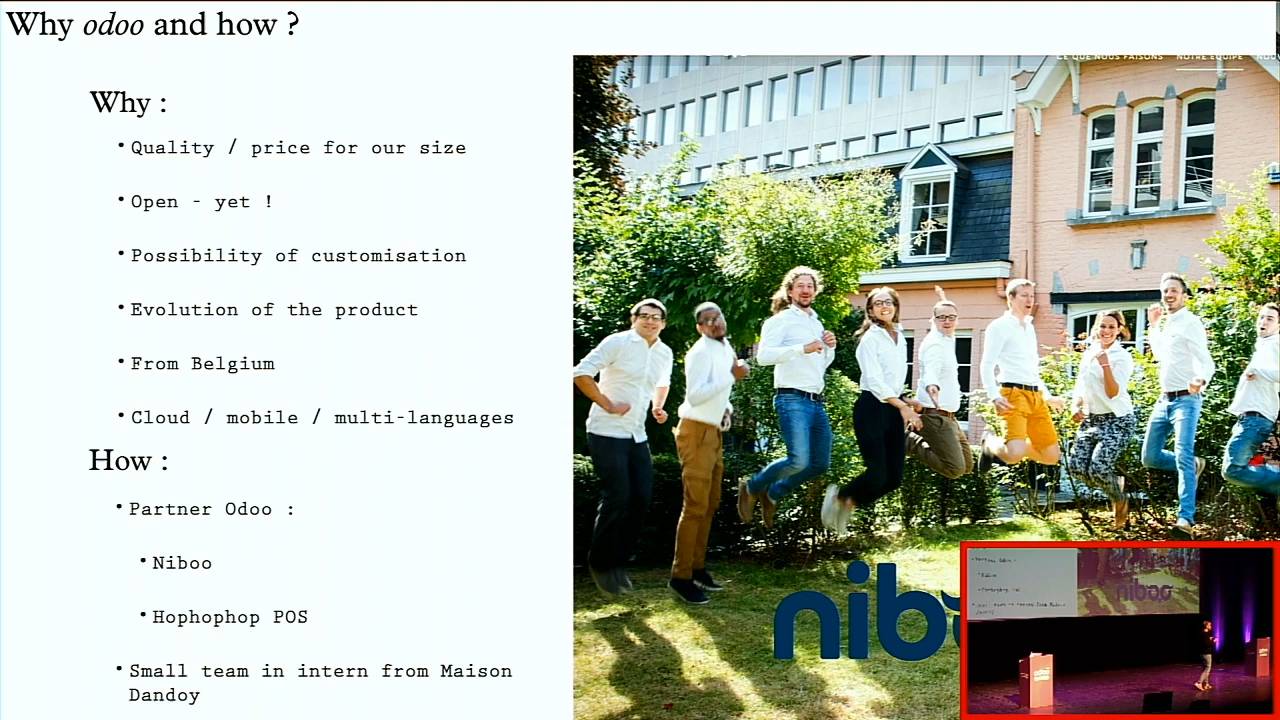 Why odoo and how ?
CE QUE NOUS FAISONS NOTRE ÉQUIPE
Why :
• Quality / price for our size
• Open - yet !
• Possibility of customisation
• Evolution of the product
• From Belgium
• Cloud / mobile / multi-languages
How :
• Partner Odoo :
• Niboo
• Hophophop POS
• Small team in intern from Maison
Dandoy
niboo